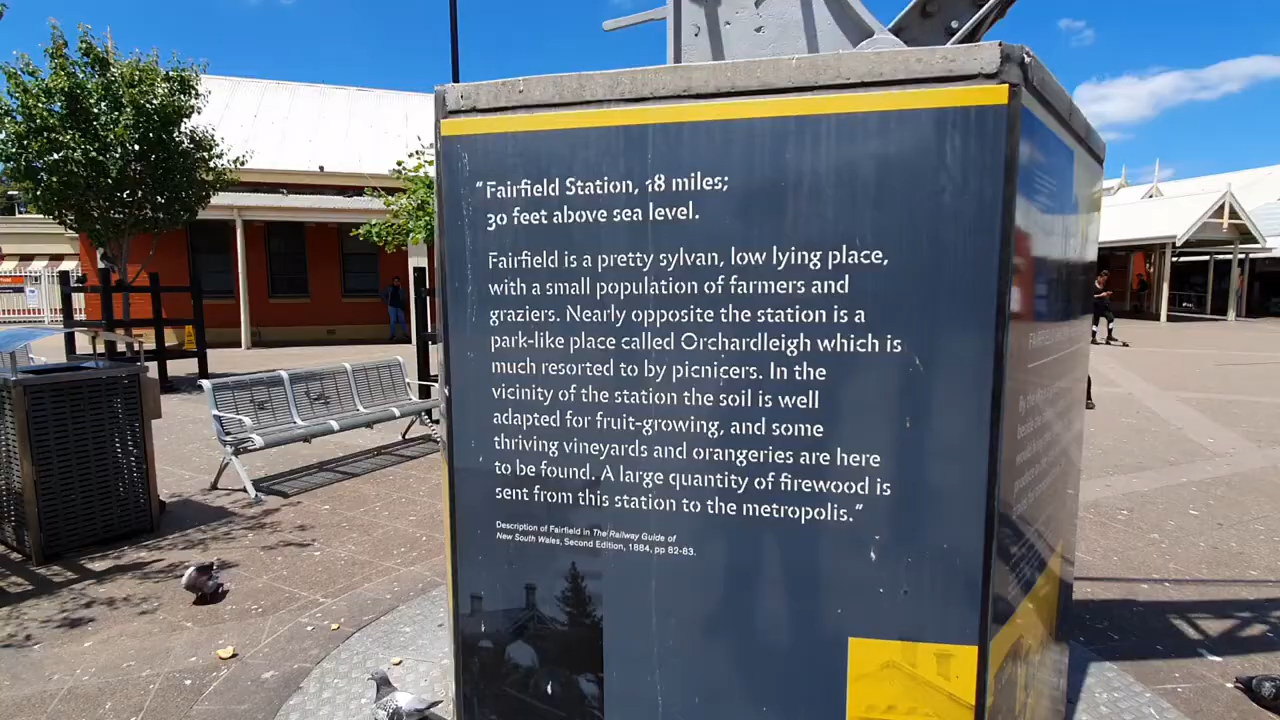 “Fairfield Station, 18 miles;
30 feet above sea level.
Fairfield is a pretty sylvan, low lying place,
with a small population of farmers and
graziers. Nearly opposite the station is a
park-like place called Orchardleigh which is
much resorted to by picnicers. In the
vicinity of the station the soil is well
adapted for fruit-growing, and some
thriving vineyards and orangeries are here
to be found. A large quantity of firewood is
sent from this station to the metropolis.”
Description of Fairfield in The Railway Guide of
New South Wales, Second Edition, 1884, pp 82-83.